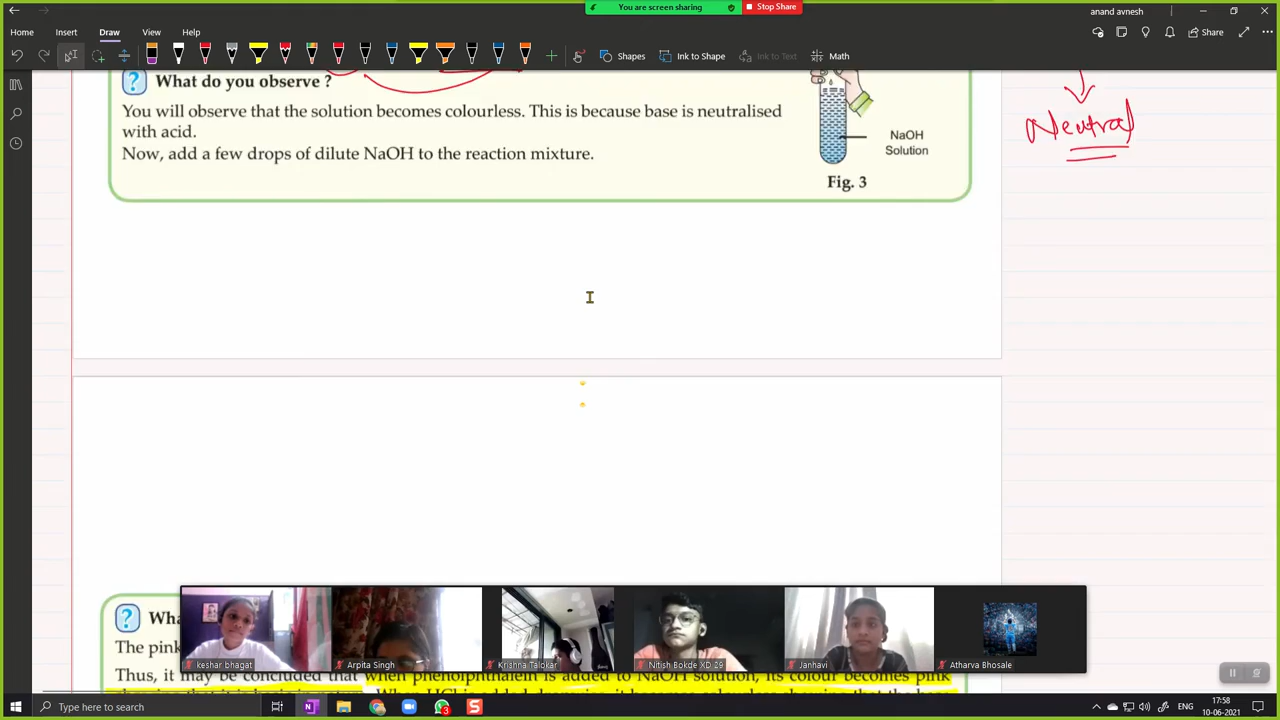 You are screen sharing
Stop Share
anand avnesh
Home
Insert
Draw
View
Help
Share
Shapes
Ink to Shape
Ink to Text
Math
? What do you observe ?
You will observe that the solution becomes colourless. This is because base is neutralised
with acid.
Now, add a few drops of dilute NaOH to the reaction mixture.
NaOH
Solution
Fig. 3
Neutral
? Wha
The pink
Thus, it may be concluded that when phenolphthalein is added to NaOH solution, its colour becomes pink
keshar bhagat
Arpita Singh
Krishna Talokar
Nitish Bokde XD 29
Janhavi
Atharva Bhosale
Type here to search
3
ENG
17:58
10-06-2021